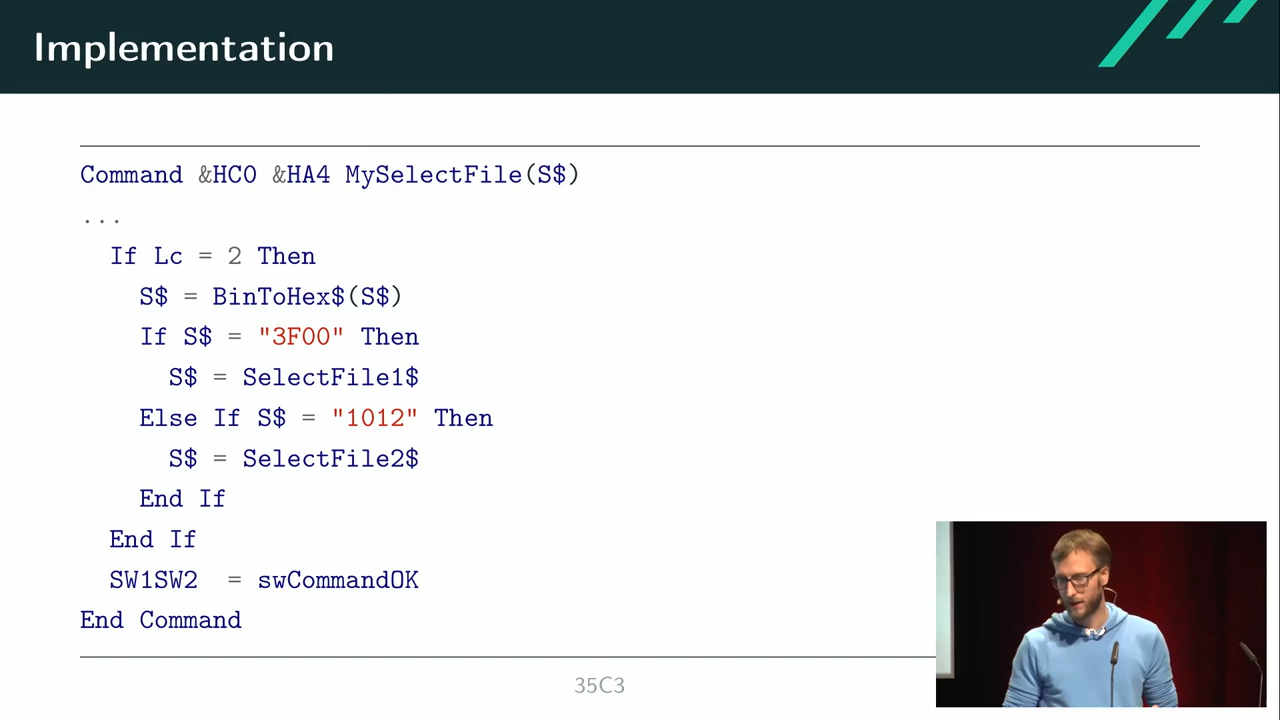 Implementation
Command &HC0 &HA4 MySelectFile(S$)
...
If Lc = 2 Then
S$ = BinToHex$(S$)
If S$ = "3F00" Then
S$ = SelectFile1$
Else If S$ = "1012" Then
S$ = SelectFile2$
End If
End If
SW1SW2 = swCommandOK
End Command
35C3